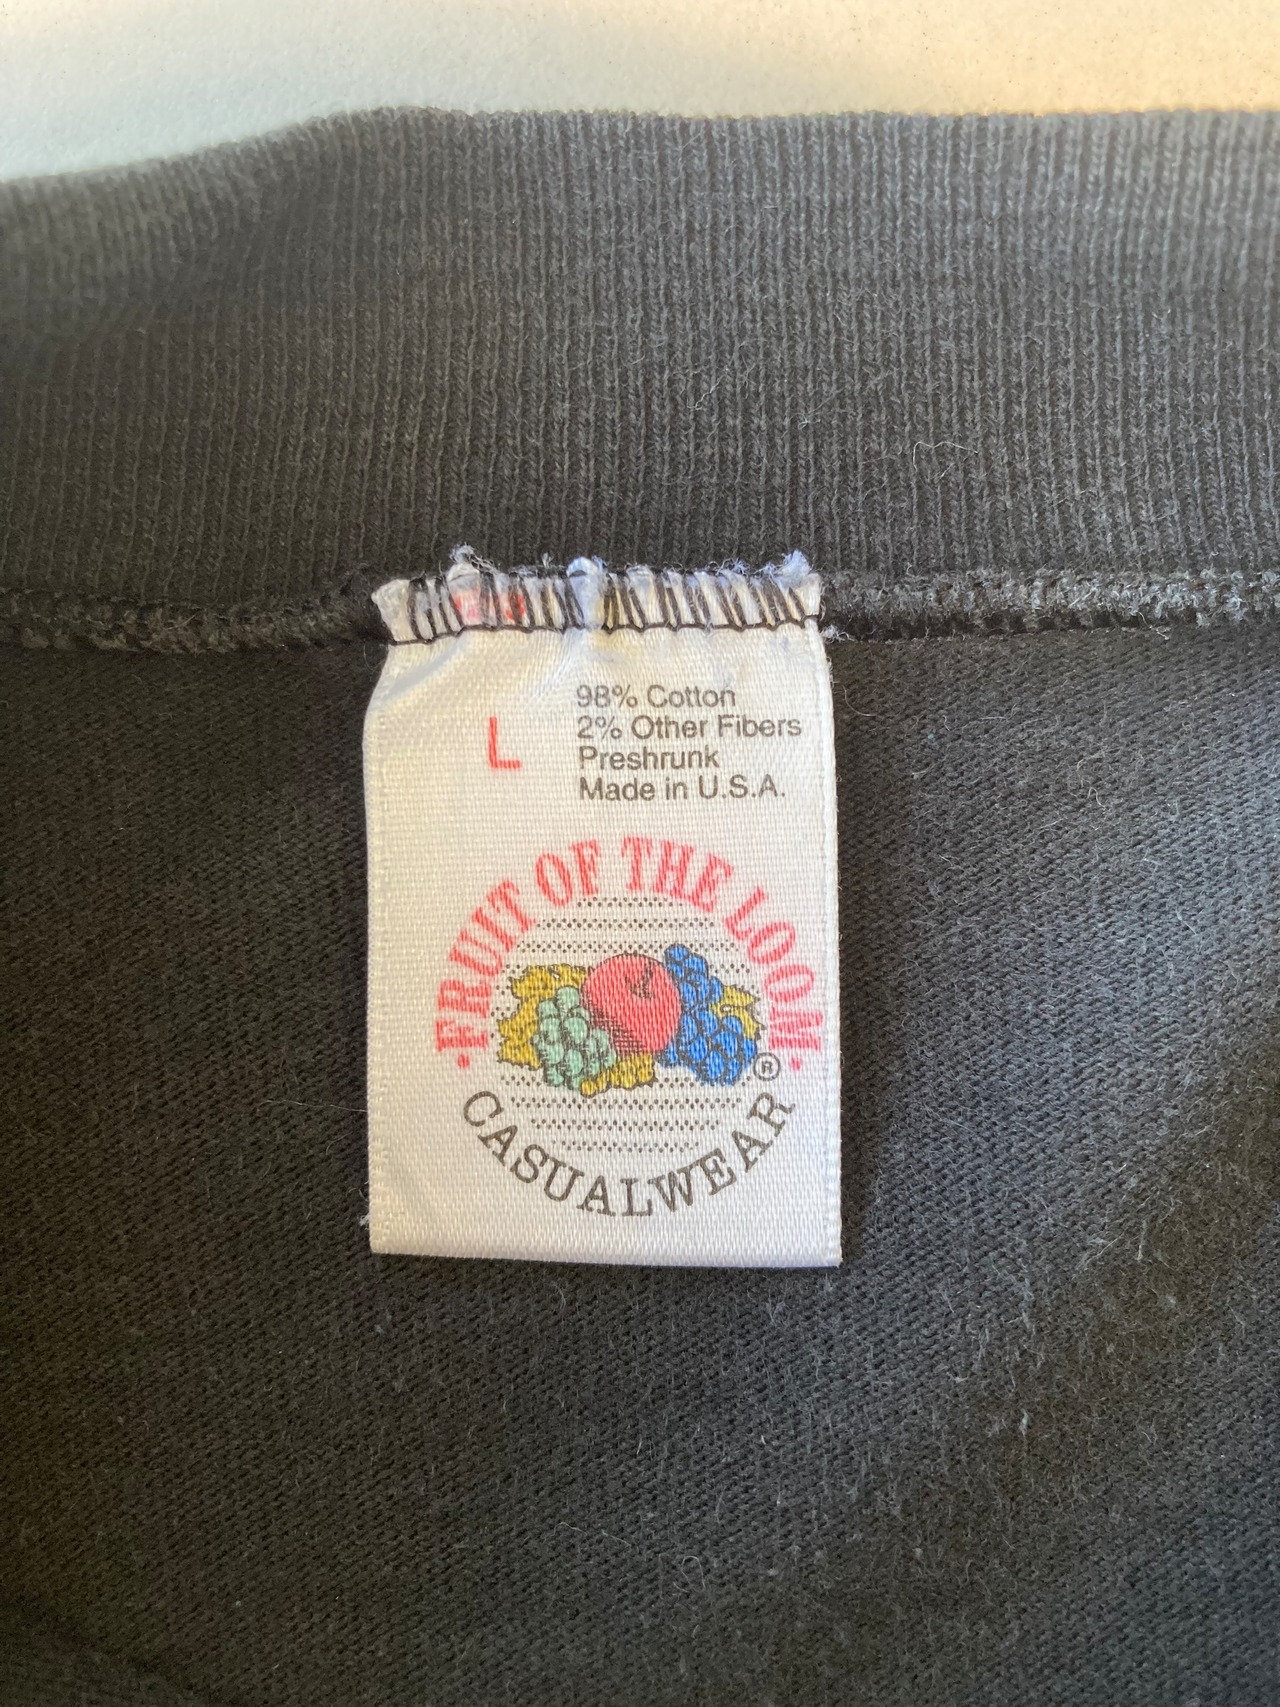 L
98% Cotton
2% Other Fibers
Preshrunk
Made in U.S.A.
·FRUIT OF THE LOOM·
®
CASUALWEAR